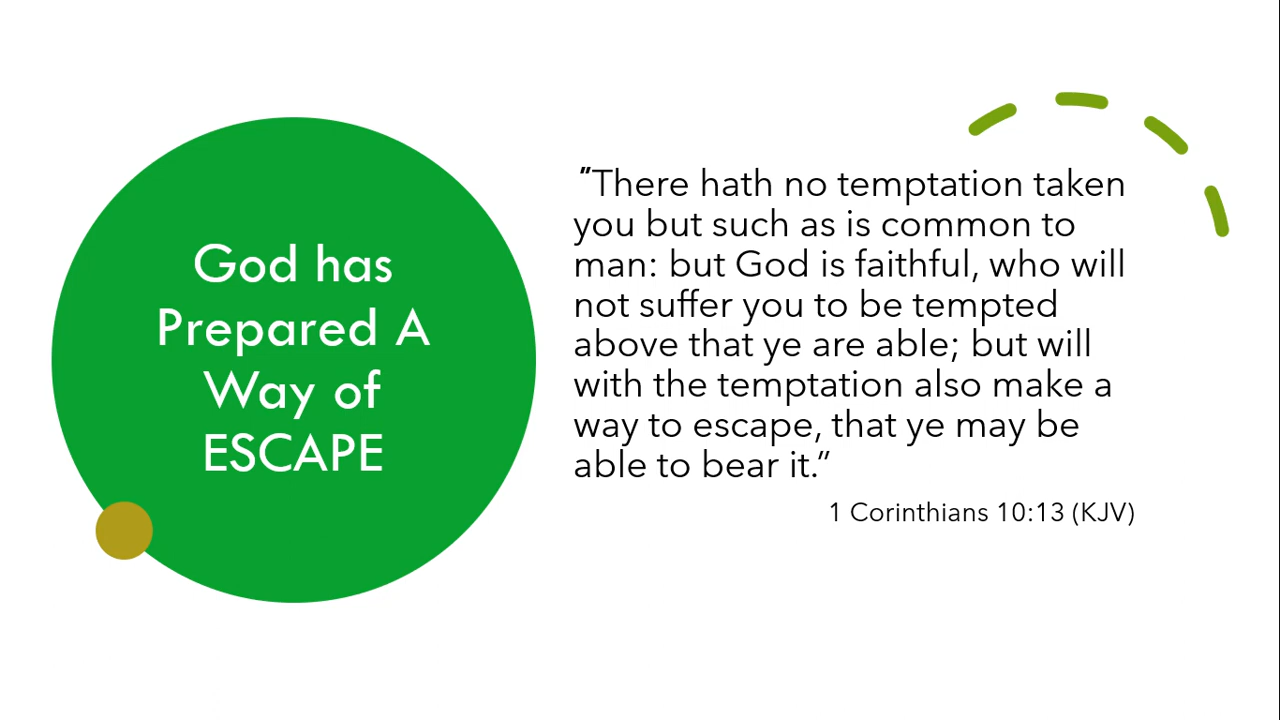 God has
Prepared A
Way of
ESCAPE
"There hath no temptation taken
you but such as is common to
man: but God is faithful, who will
not suffer you to be tempted
above that ye are able; but will
with the temptation also make a
way to escape, that ye may be
able to bear it.”
1 Corinthians 10:13 (KJV)